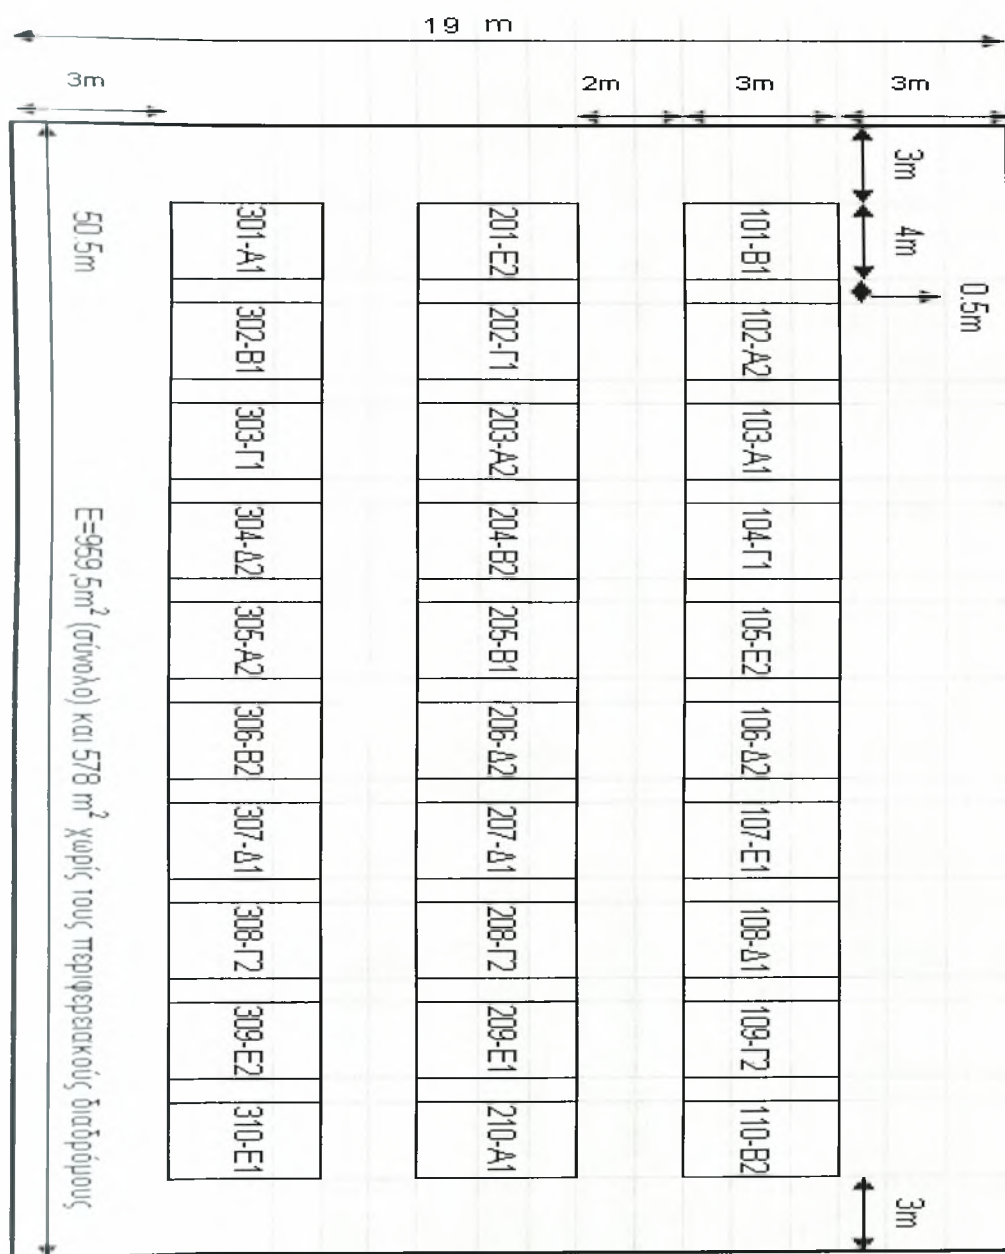 19 m
3m
2m
3m
3m
3m
4m
0.5m
50.5m
301-A1
201-E2
101-B1
302-B1
202-Γ1
102-A2
303-Γ1
203-A2
103-A1
304-Δ2
204-B2
104-Γ1
305-A2
205-B1
105-E2
306-B2
206-Δ2
106-Δ2
307-Δ1
207-Δ1
107-E1
308-Γ2
208-Γ2
108-Δ1
309-E2
209-E1
109-Γ2
310-E1
210-A1
110-B2
3m
E=959,5m² (σύνολο) και 578 m² χωρίς τους περιφερειακούς διαδρόμους